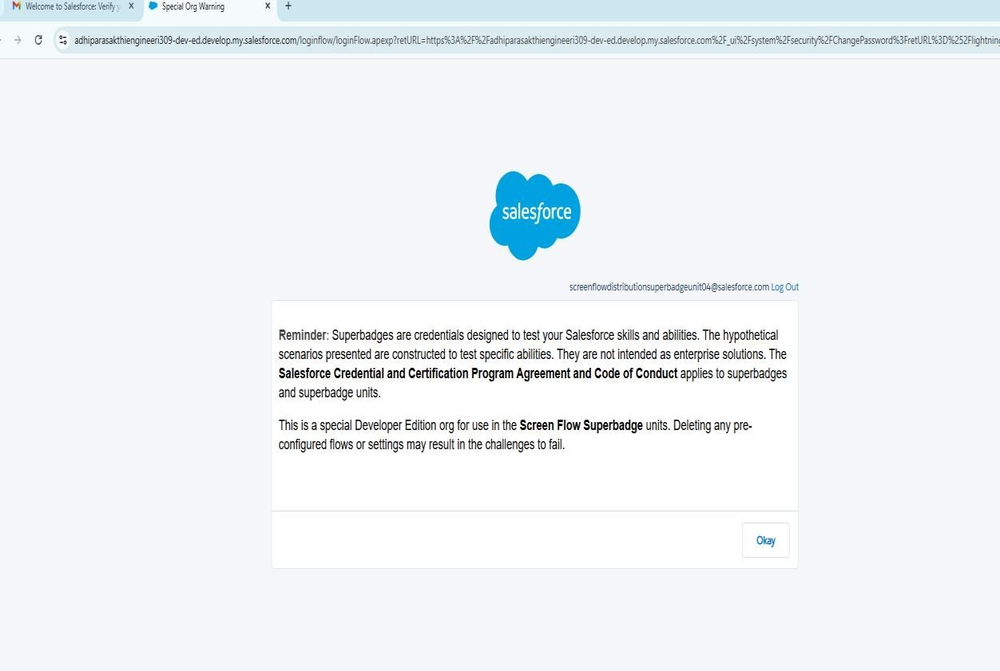 Welcome to Salesforce: Verify y
Special Org Warning
adhiparasakthiengineeri309-dev-ed.develop.my.salesforce.com/loginflow/loginFlow.apexp?retURL=https%3A%2F%2Fadhiparasakthiengineeri309-dev-ed.develop.my.salesforce.com%2F_ui%2Fsystem%2Fsecurity%2FChangePassword%3FretURL%3D%252Flightning
salesforce
screenflowdistributionsuperbadgeunit04@salesforce.com Log Out
Reminder: Superbadges are credentials designed to test your Salesforce skills and abilities. The hypothetical
scenarios presented are constructed to test specific abilities. They are not intended as enterprise solutions. The
Salesforce Credential and Certification Program Agreement and Code of Conduct applies to superbadges
and superbadge units.
This is a special Developer Edition org for use in the Screen Flow Superbadge units. Deleting any pre-
configured flows or settings may result in the challenges to fail.
Okay